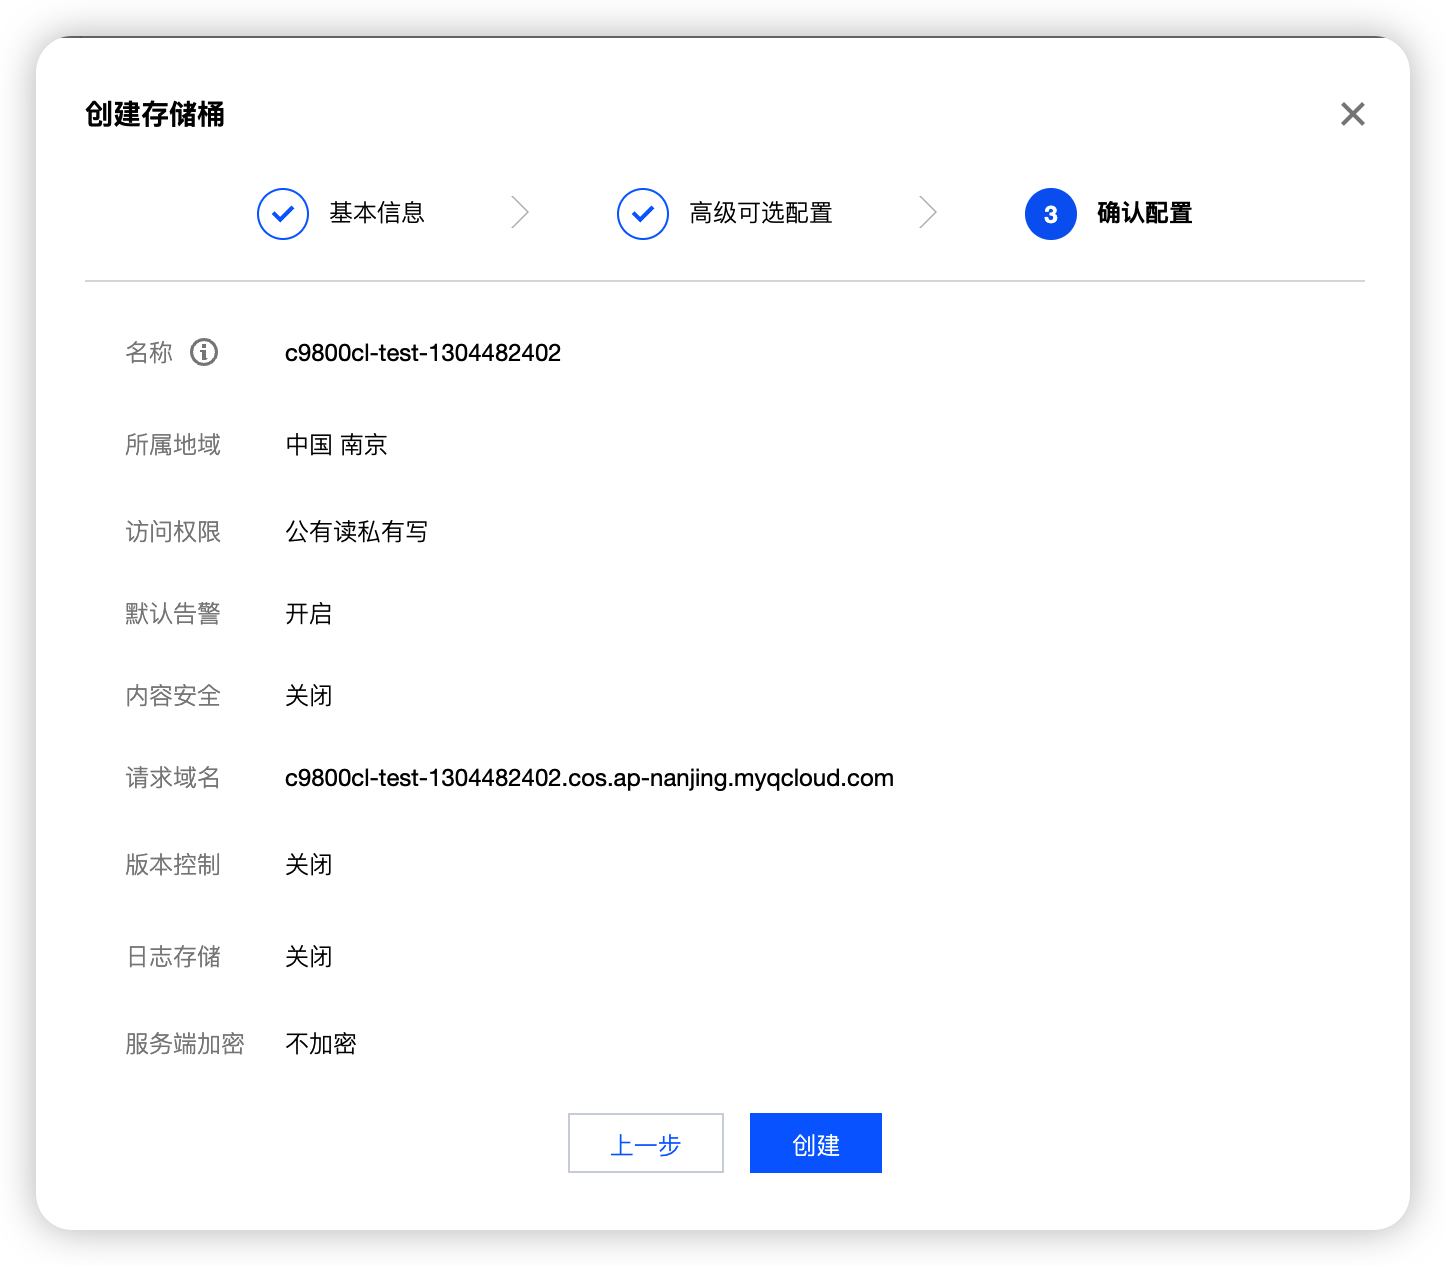 创建存储桶
基本信息
高级可选配置
3 确认配置
名称 c9800cl-test-1304482402
所属地域 中国 南京
访问权限 公有读私有写
默认告警 开启
内容安全 关闭
请求域名 c9800cl-test-1304482402.cos.ap-nanjing.myqcloud.com
版本控制 关闭
日志存储 关闭
服务端加密 不加密
上一步 创建